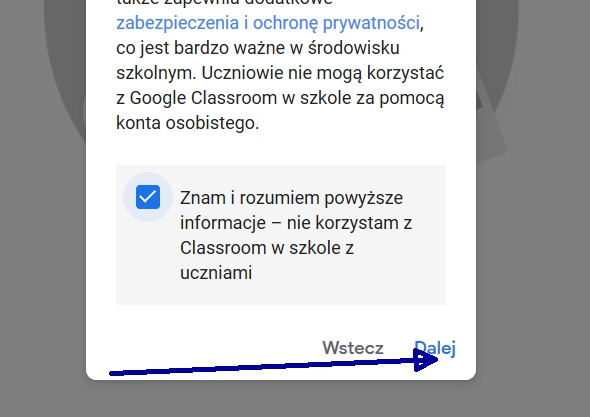 także zapewnia dodatkowe
zabezpieczenia i ochronę prywatności,
co jest bardzo ważne w środowisku
szkolnym. Uczniowie nie mogą korzystać
z Google Classroom w szkole za pomocą
konta osobistego.
Znam i rozumiem powyższe
informacje – nie korzystam z
Classroom w szkole z
uczniami
Wstecz Dalej